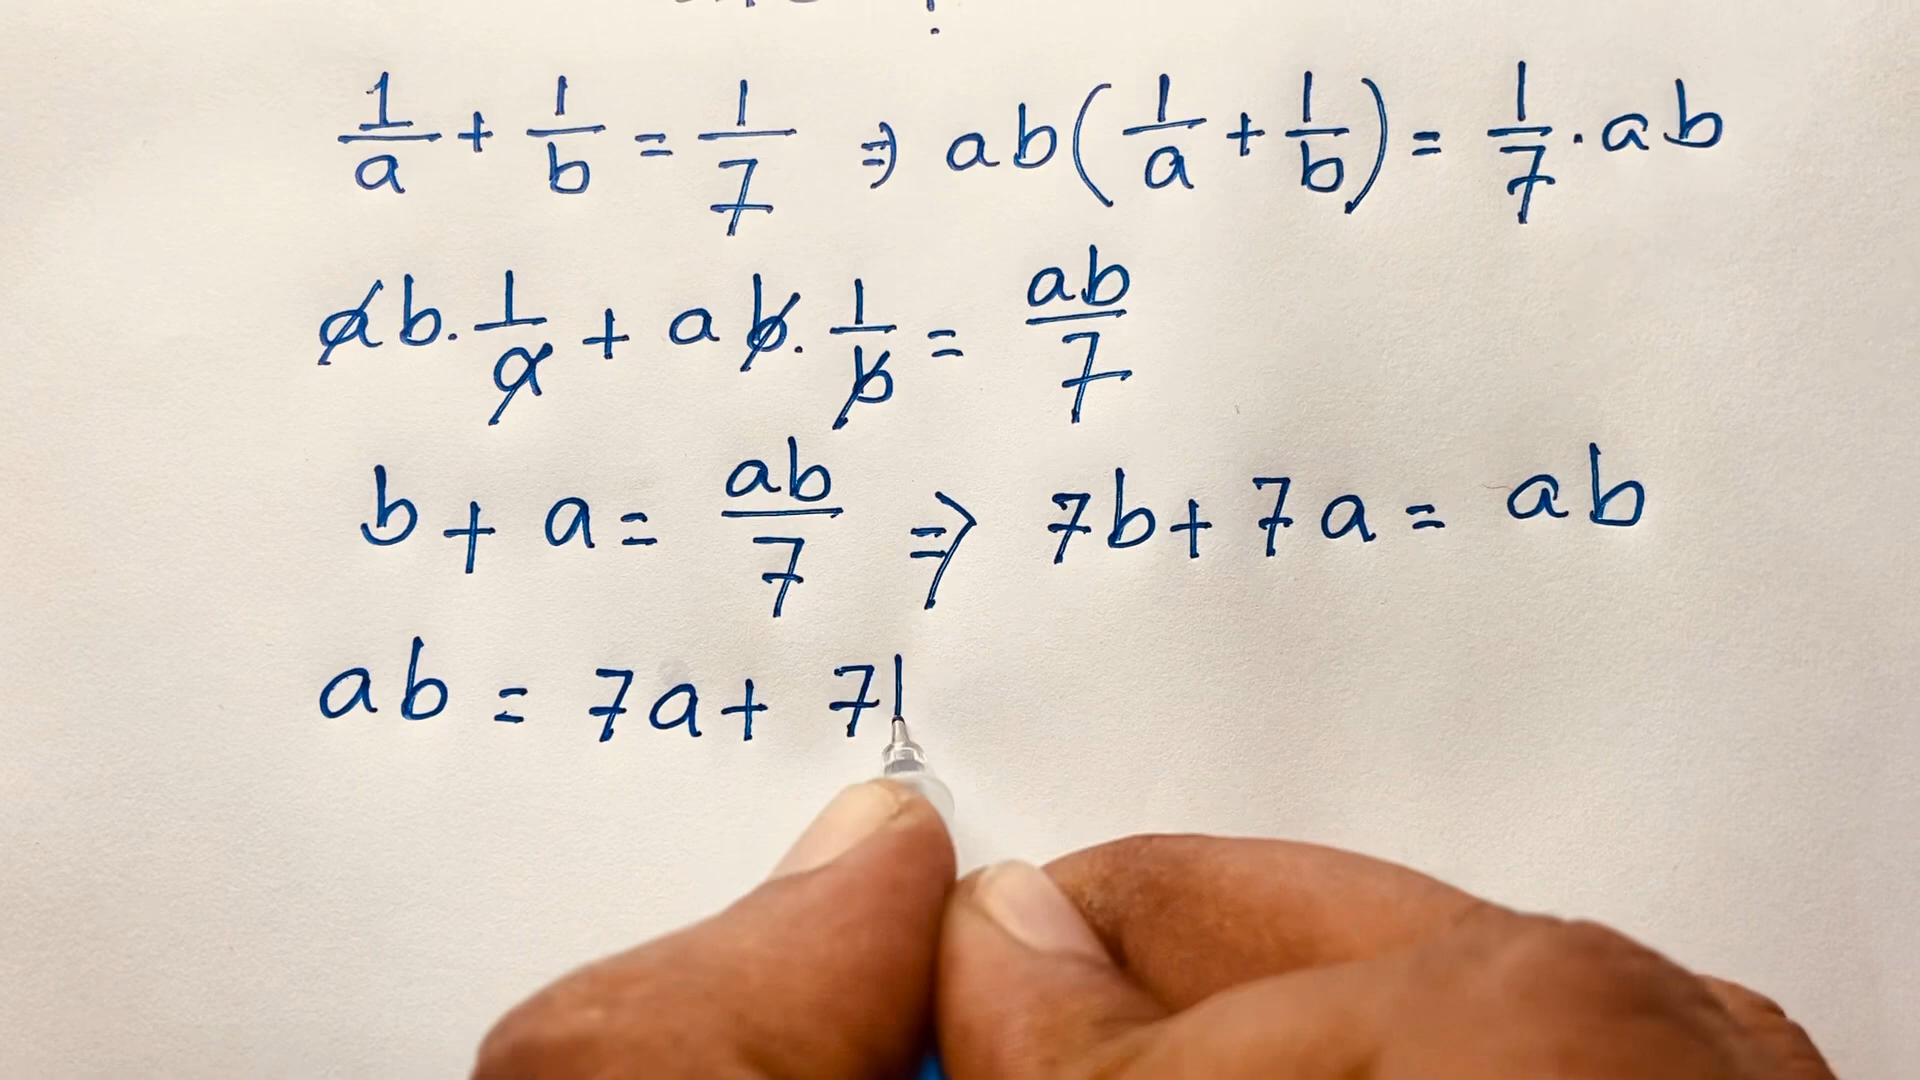 1/a + 1/b = 1/7 ⇒ ab(1/a + 1/b) = 1/7 · ab
ab · 1/a + ab · 1/b = ab/7
b + a = ab/7 ⇒ 7b + 7a = ab
ab = 7a + 7